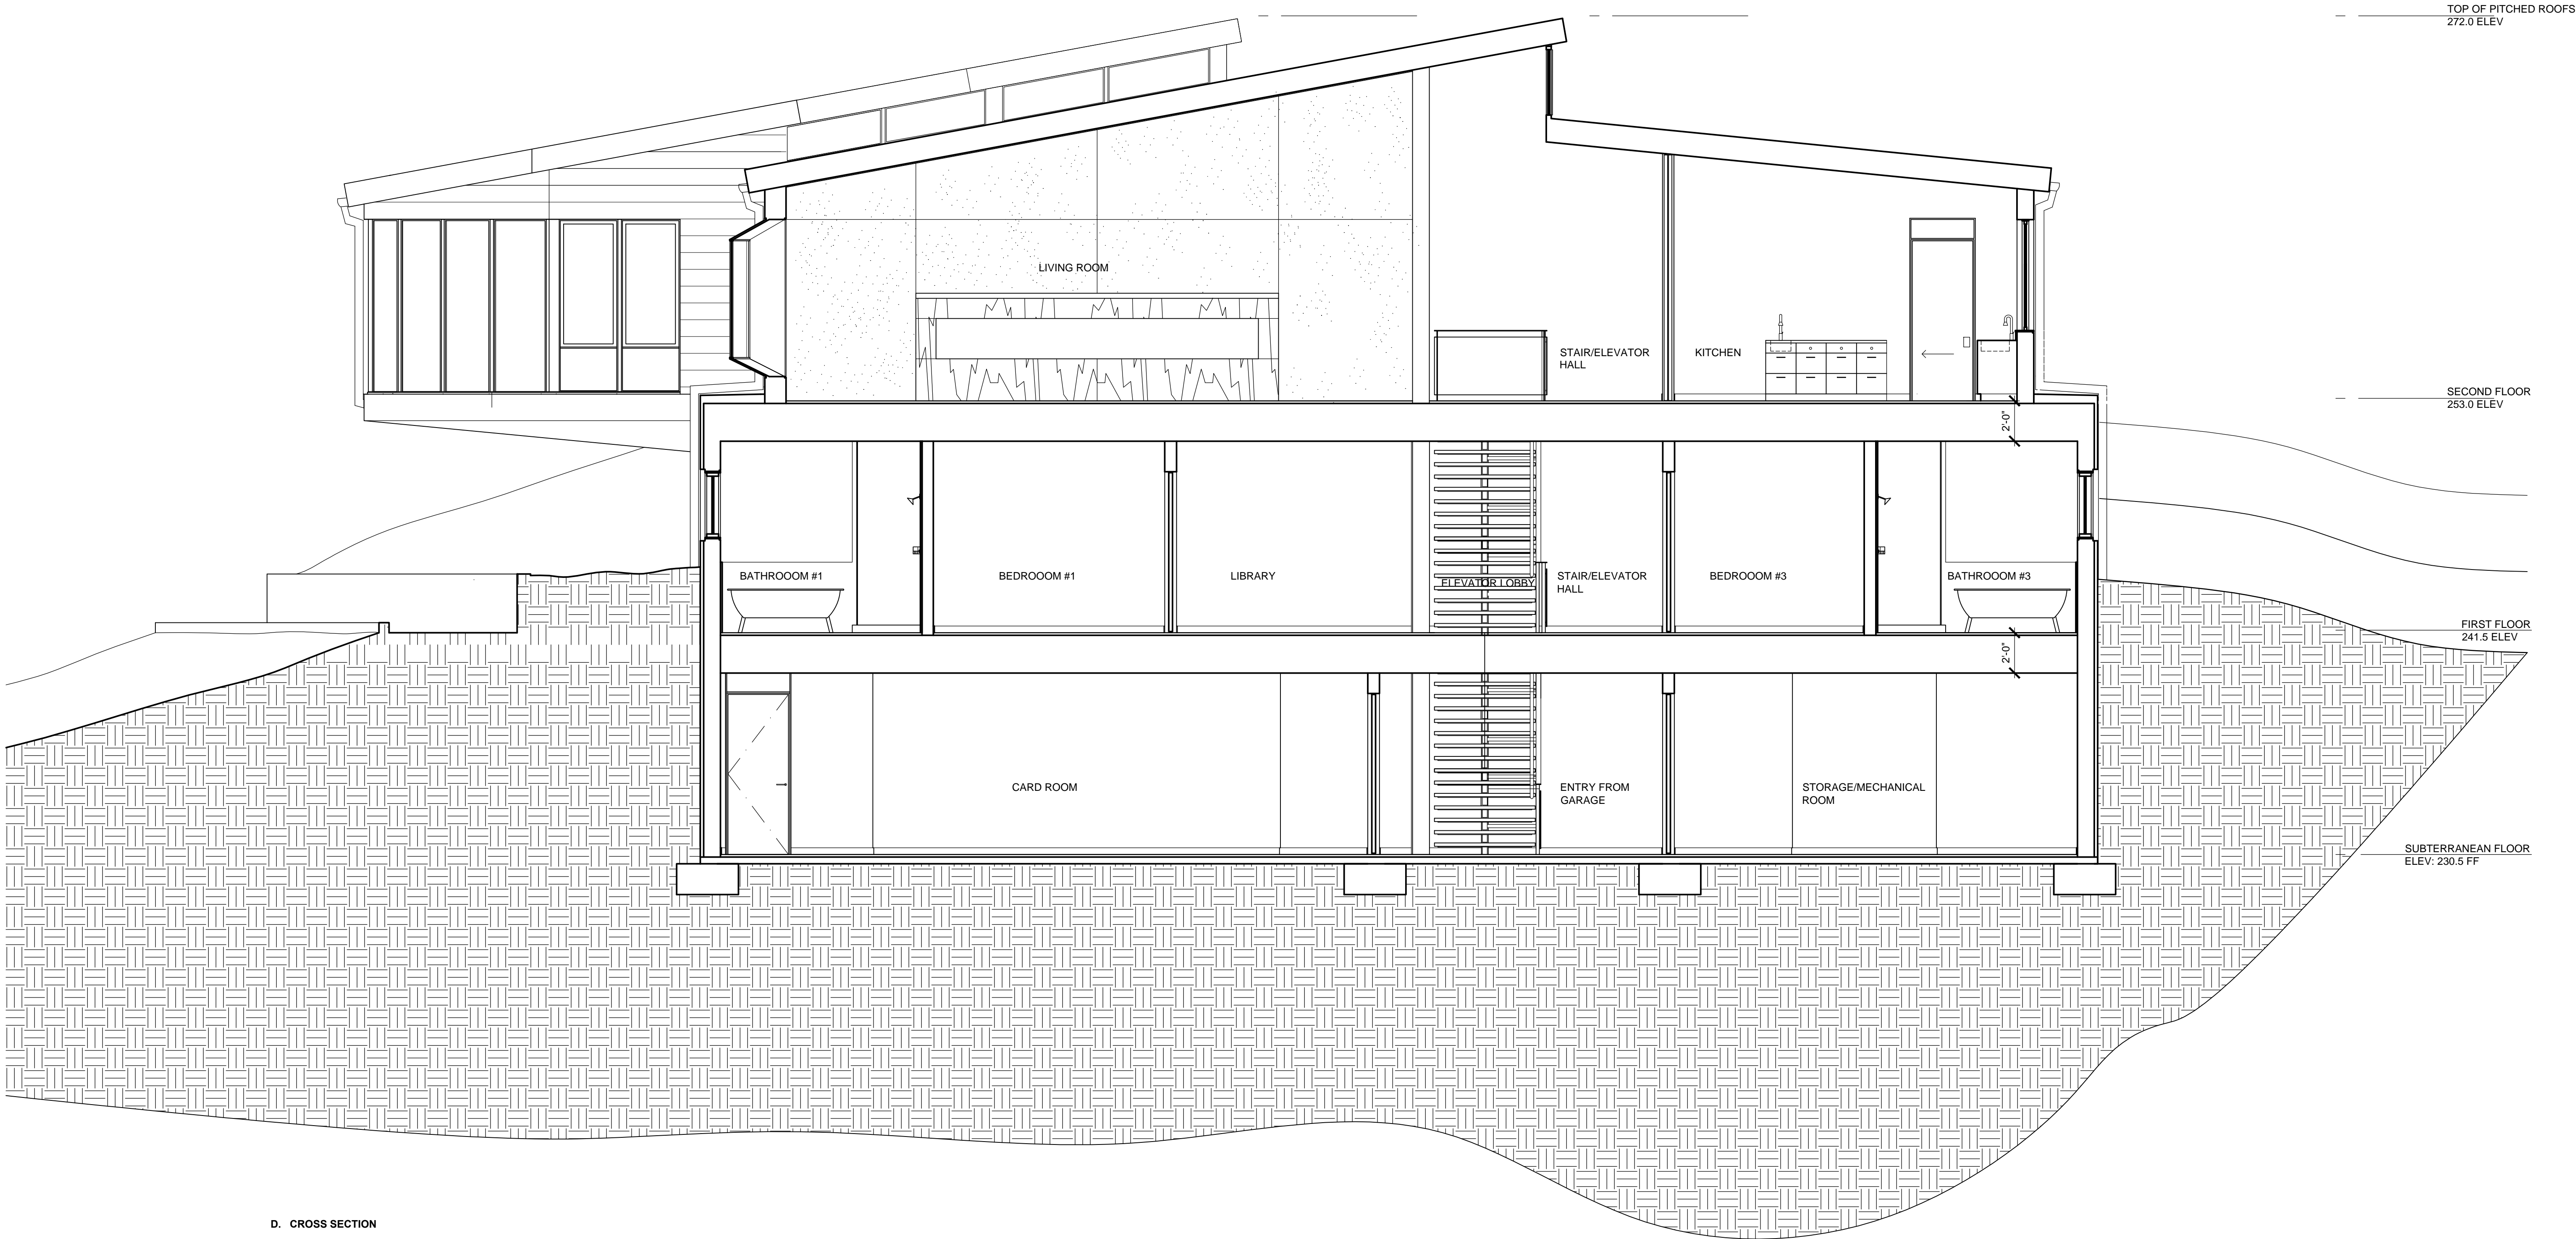 TOP OF PITCHED ROOFS
272.0 ELEV
LIVING ROOM
STAIR/ELEVATOR
HALL
KITCHEN
SECOND FLOOR
253.0 ELEV
2'-0"
BATHROOOM #1
BEDROOOM #1
LIBRARY
ELEVATOR LOBBY
STAIR/ELEVATOR
HALL
BEDROOOM #3
BATHROOOM #3
FIRST FLOOR
241.5 ELEV
2'-0"
CARD ROOM
ENTRY FROM
GARAGE
STORAGE/MECHANICAL
ROOM
SUBTERRANEAN FLOOR
ELEV: 230.5 FF
D. CROSS SECTION